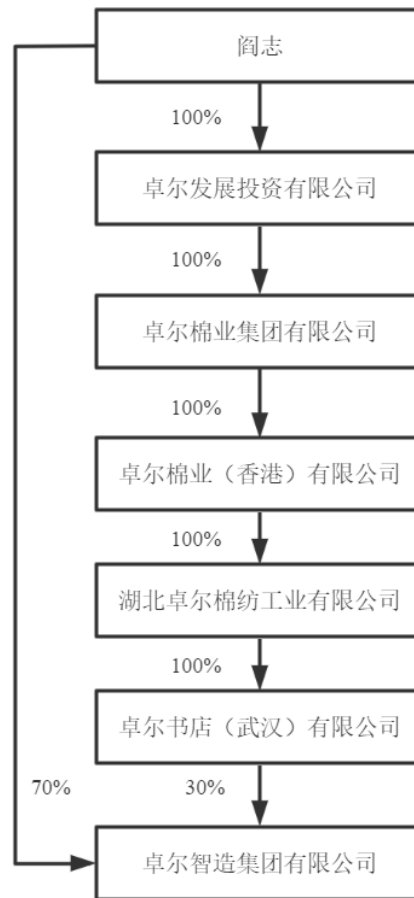 阎志
100%
卓尔发展投资有限公司
100%
卓尔棉业集团有限公司
100%
卓尔棉业（香港）有限公司
100%
湖北卓尔棉纺工业有限公司
100%
卓尔书店（武汉）有限公司
70%
30%
卓尔智造集团有限公司